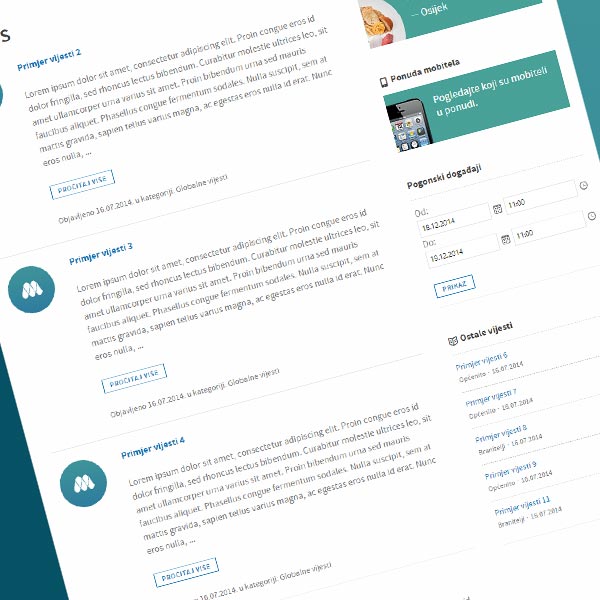 s
Primjer vijesti 2
Lorem ipsum dolor sit amet, consectetur adipiscing elit. Proin congue eros id
dolor fringilla, sed rhoncus lectus bibendum. Curabitur molestie ultrices leo, sit
amet ullamcorper urna varius sit amet. Proin bibendum urna sed mauris
faucibus aliquet. Phasellus congue fermentum sodales. Nulla suscipit, sem at
mattis gravida, sapien tellus varius magna, ac egestas eros nulla id erat. Nunc
eros nulla, ...
PROČITAJ VIŠE
Objavljeno 16.07.2014. u kategoriji: Globalne vijesti
Primjer vijesti 3
Lorem ipsum dolor sit amet, consectetur adipiscing elit. Proin congue eros id
dolor fringilla, sed rhoncus lectus bibendum. Curabitur molestie ultrices leo, sit
amet ullamcorper urna varius sit amet. Proin bibendum urna sed mauris
faucibus aliquet. Phasellus congue fermentum sodales. Nulla suscipit, sem at
mattis gravida, sapien tellus varius magna, ac egestas eros nulla id erat. Nunc
eros nulla, ...
PROČITAJ VIŠE
Objavljeno 16.07.2014. u kategoriji: Globalne vijesti
Primjer vijesti 4
Lorem ipsum dolor sit amet, consectetur adipiscing elit. Proin congue eros id
dolor fringilla, sed rhoncus lectus bibendum. Curabitur molestie ultrices leo, sit
amet ullamcorper urna varius sit amet. Proin bibendum urna sed mauris
faucibus aliquet. Phasellus congue fermentum sodales. Nulla suscipit, sem at
mattis gravida, sapien tellus varius magna, ac egestas eros nulla id erat. Nunc
eros nulla, ...
PROČITAJ VIŠE
16.07.2014. u kategoriji: Globalne vijesti
– Osijek
Ponuda mobitela
Pogledajte koji su mobiteli
u ponudi.
Pogonski događaji
Od:
18.12.2014
11:00
Do:
19.12.2014
11:00
PRIKAZ
Ostale vijesti
Primjer vijesti 6
Općenito - 16.07.2014
Primjer vijesti 7
Općenito - 16.07.2014
Primjer vijesti 8
Branitelji - 16.07.2014
Primjer vijesti 9
Općenito - 16.07.2014
Primjer vijesti 11
Branitelji - 16.07.2014